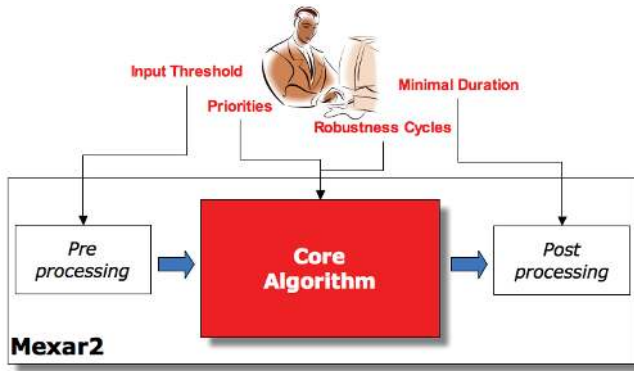 Input Threshold
Minimal Duration
Priorities
Robustness Cycles
Pre
processing
Core
Algorithm
Post
processing
Mexar2